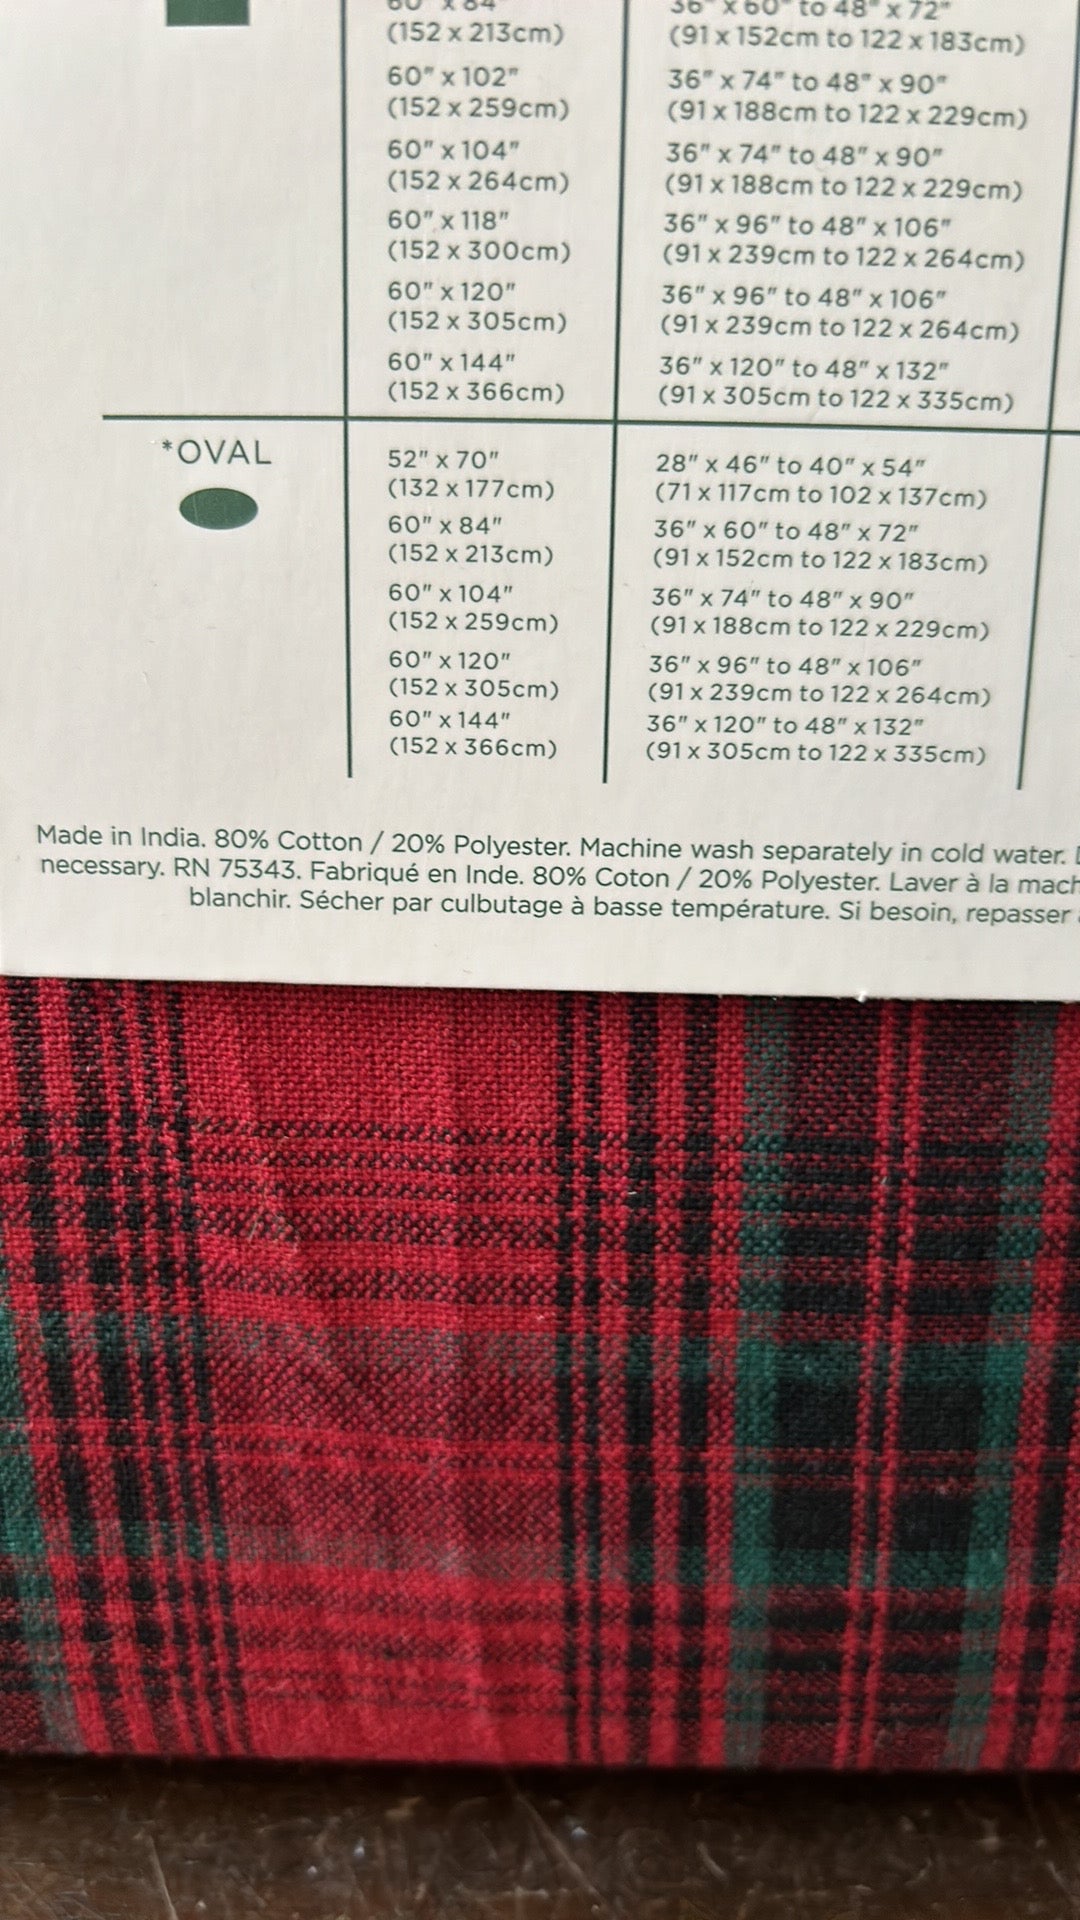 60" x 84"
(152 x 213cm)
60" x 102"
(152 x 259cm)
60" x 104"
(152 x 264cm)
60" x 118"
(152 x 300cm)
60" x 120"
(152 x 305cm)
60" x 144"
(152 x 366cm)
36" x 60" to 48" x 72"
(91 x 152cm to 122 x 183cm)
36" x 74" to 48" x 90"
(91 x 188cm to 122 x 229cm)
36" x 74" to 48" x 90"
(91 x 188cm to 122 x 229cm)
36" x 96" to 48" x 106"
(91 x 239cm to 122 x 264cm)
36" x 96" to 48" x 106"
(91 x 239cm to 122 x 264cm)
36" x 120" to 48" x 132"
(91 x 305cm to 122 x 335cm)
*OVAL
52" x 70"
(132 x 177cm)
60" x 84"
(152 x 213cm)
60" x 104"
(152 x 259cm)
60" x 120"
(152 x 305cm)
60" x 144"
(152 x 366cm)
28" x 46" to 40" x 54"
(71 x 117cm to 102 x 137cm)
36" x 60" to 48" x 72"
(91 x 152cm to 122 x 183cm)
36" x 74" to 48" x 90"
(91 x 188cm to 122 x 229cm)
36" x 96" to 48" x 106"
(91 x 239cm to 122 x 264cm)
36" x 120" to 48" x 132"
(91 x 305cm to 122 x 335cm)
Made in India. 80% Cotton / 20% Polyester. Machine wash separately in cold water.
necessary. RN 75343. Fabriqué en Inde. 80% Coton / 20% Polyester. Laver à la mach
blanchir. Sécher par culbutage à basse température. Si besoin, repasser